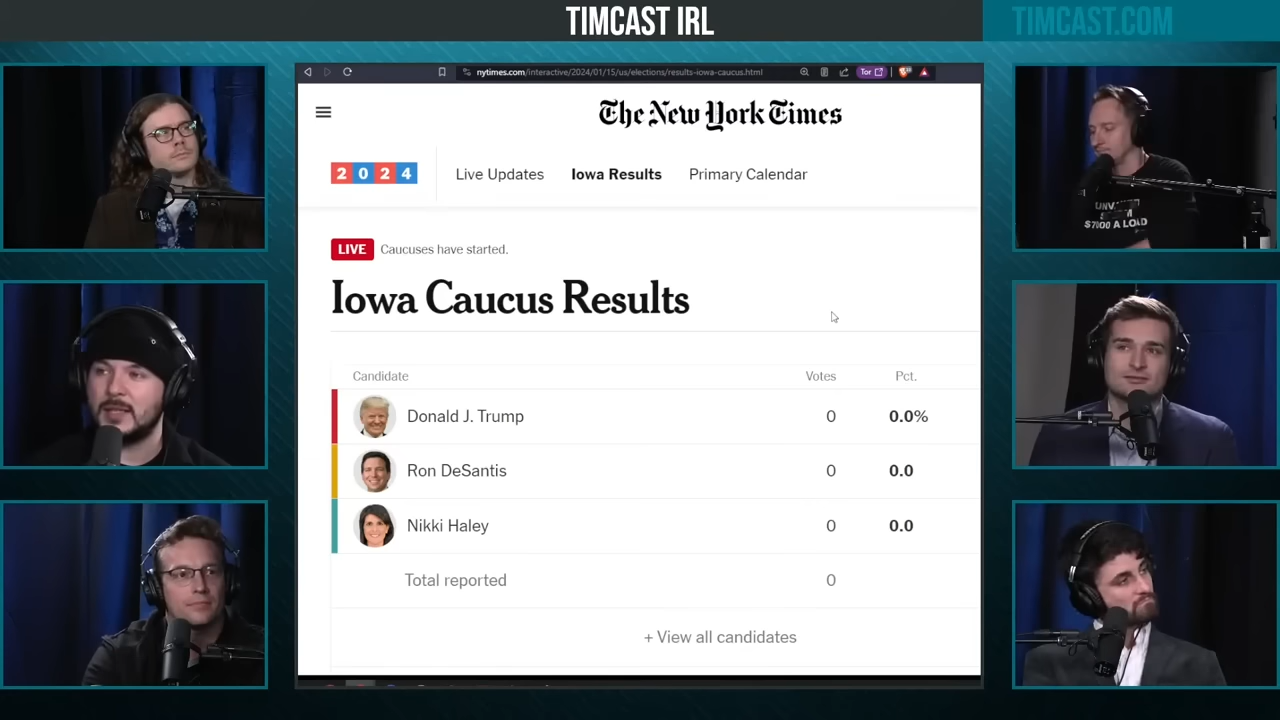 TIMCAST IRL
TIMCAST.COM
nytimes.com/interactive/2024/01/15/us/elections/results-iowa-caucus.html
Tor
The New York Times
2024
Live Updates
Iowa Results
Primary Calendar
LIVE
Caucuses have started.
Iowa Caucus Results
Candidate Votes Pct.
Donald J. Trump 0 0.0%
Ron DeSantis 0 0.0
Nikki Haley 0 0.0
Total reported 0
+ View all candidates
A LOAD